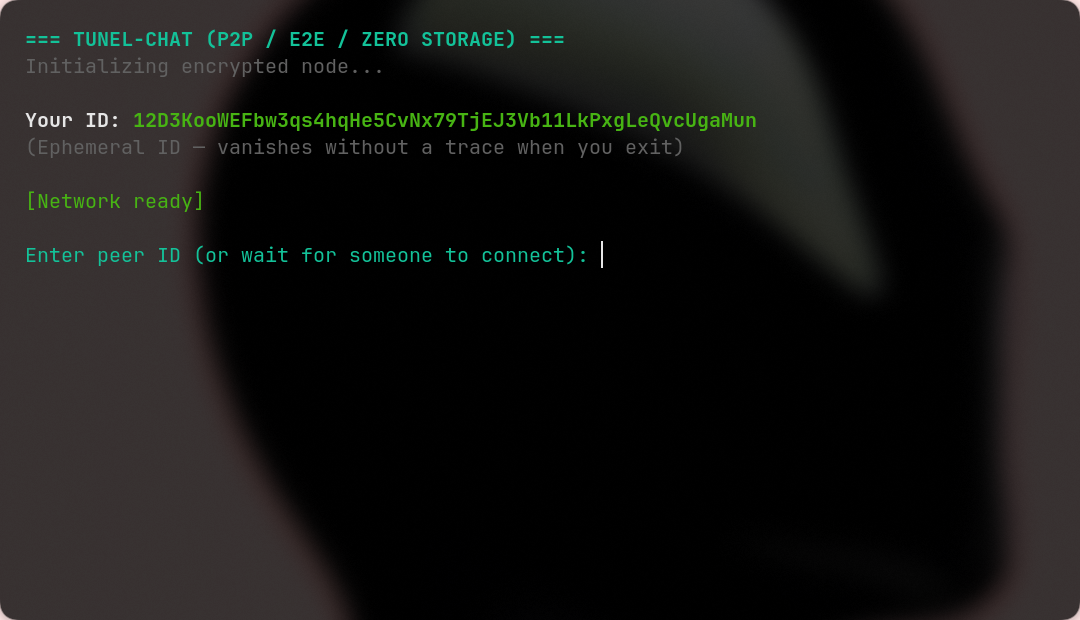 === TUNEL-CHAT (P2P / E2E / ZERO STORAGE) ===
Initializing encrypted node...
Your ID: 12D3KooWEFbw3qs4hqHe5CvNx79TjEJ3Vb11LkPxgLeQvcUgaMun
(Ephemeral ID — vanishes without a trace when you exit)
[Network ready]
Enter peer ID (or wait for someone to connect):